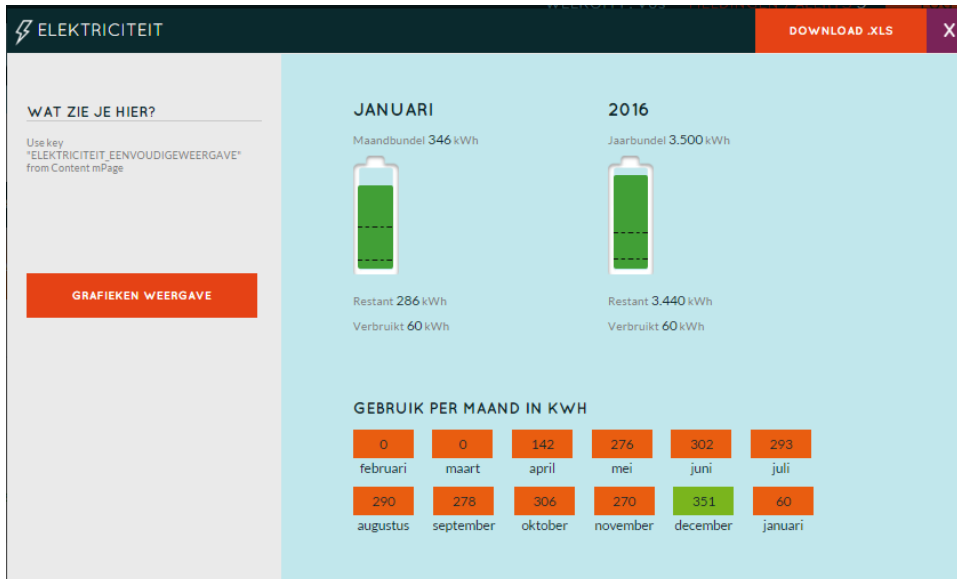 ELEKTRICITEIT
DOWNLOAD .XLS
X
WAT ZIE JE HIER?
Use key
"ELEKTRICITEIT_EENVOUDIGEWEERGAVE"
from Content mPage
GRAFIEKEN WEERGAVE
JANUARI
Maandbundel 346 kWh
Restant 286 kWh
Verbruikt 60 kWh
2016
Jaarbundel 3.500 kWh
Restant 3.440 kWh
Verbruikt 60 kWh
GEBRUIK PER MAAND IN KWH
0 0 142 276 302 293
februari maart april mei juni juli
290 278 306 270 351 60
augustus september oktober november december januari